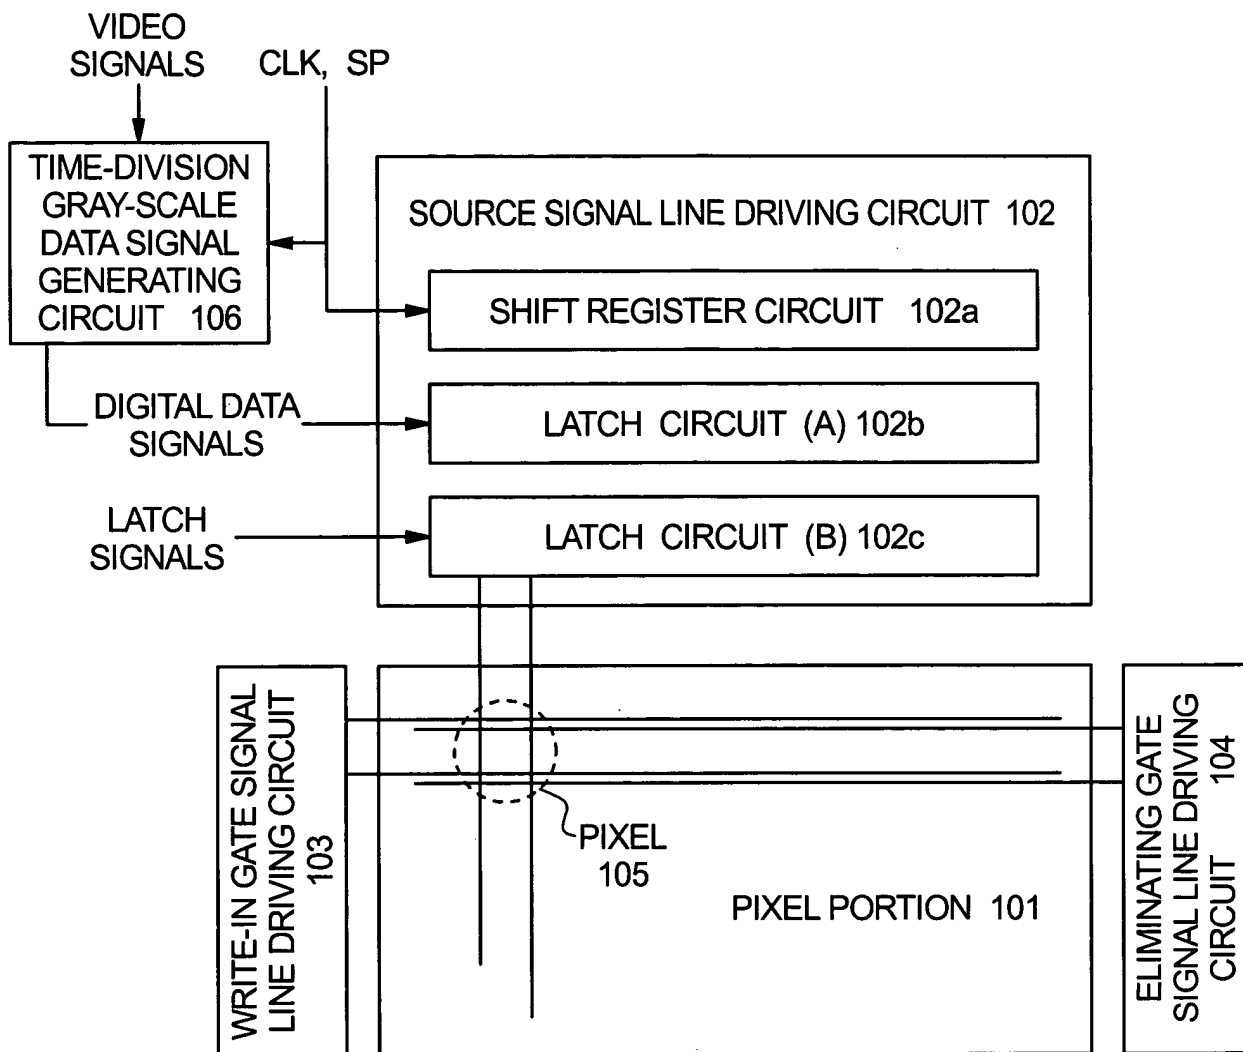 VIDEO
SIGNALS
CLK, SP
TIME-DIVISION
GRAY-SCALE
DATA SIGNAL
GENERATING
CIRCUIT 106
SOURCE SIGNAL LINE DRIVING CIRCUIT 102
SHIFT REGISTER CIRCUIT 102a
DIGITAL DATA
SIGNALS
LATCH CIRCUIT (A) 102b
LATCH
SIGNALS
LATCH CIRCUIT (B) 102c
WRITE-IN GATE SIGNAL
LINE DRIVING CIRCUIT
103
PIXEL
105
PIXEL PORTION 101
ELIMINATING GATE
SIGNAL LINE DRIVING
CIRCUIT 104